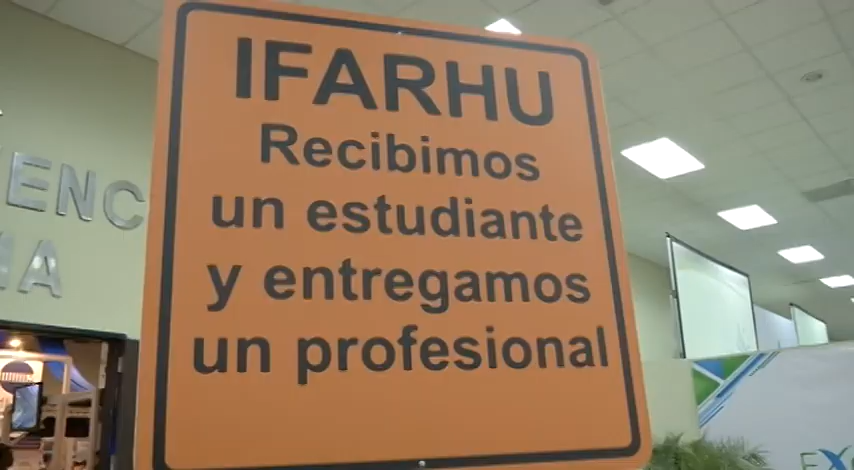 IFARHU
Recibimos
un estudiante
y entregamos
un profesional